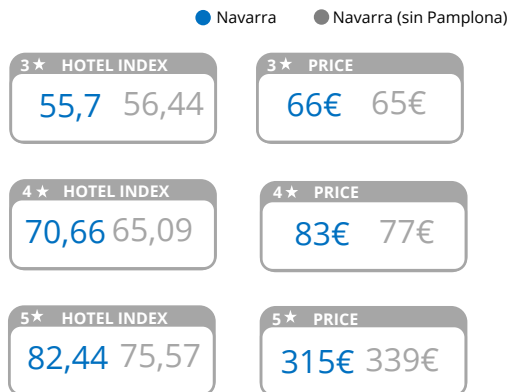 Navarra Navarra (sin Pamplona)
3★ HOTEL INDEX
55,7 56,44
3★ PRICE
66€ 65€
4★ HOTEL INDEX
70,66 65,09
4★ PRICE
83€ 77€
5★ HOTEL INDEX
82,44 75,57
5★ PRICE
315€ 339€